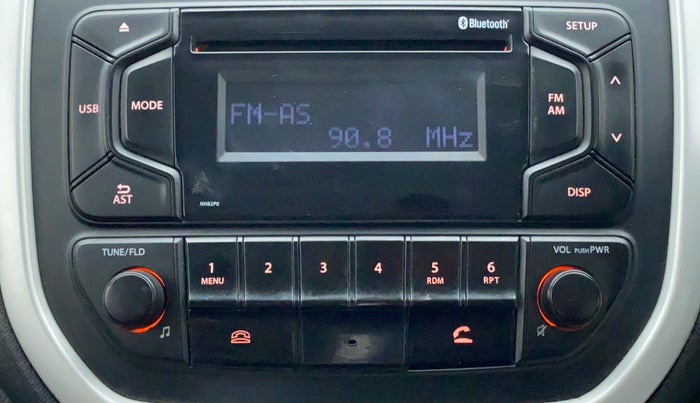 Bluetooth®
SETUP
USB
MODE
FM
AM
FM-AS
90.8 MHz
AST
NH82P0
DISP
TUNE/FLD
VOL PUSH PWR
1
MENU
2
3
4
5
RDM
6
RPT